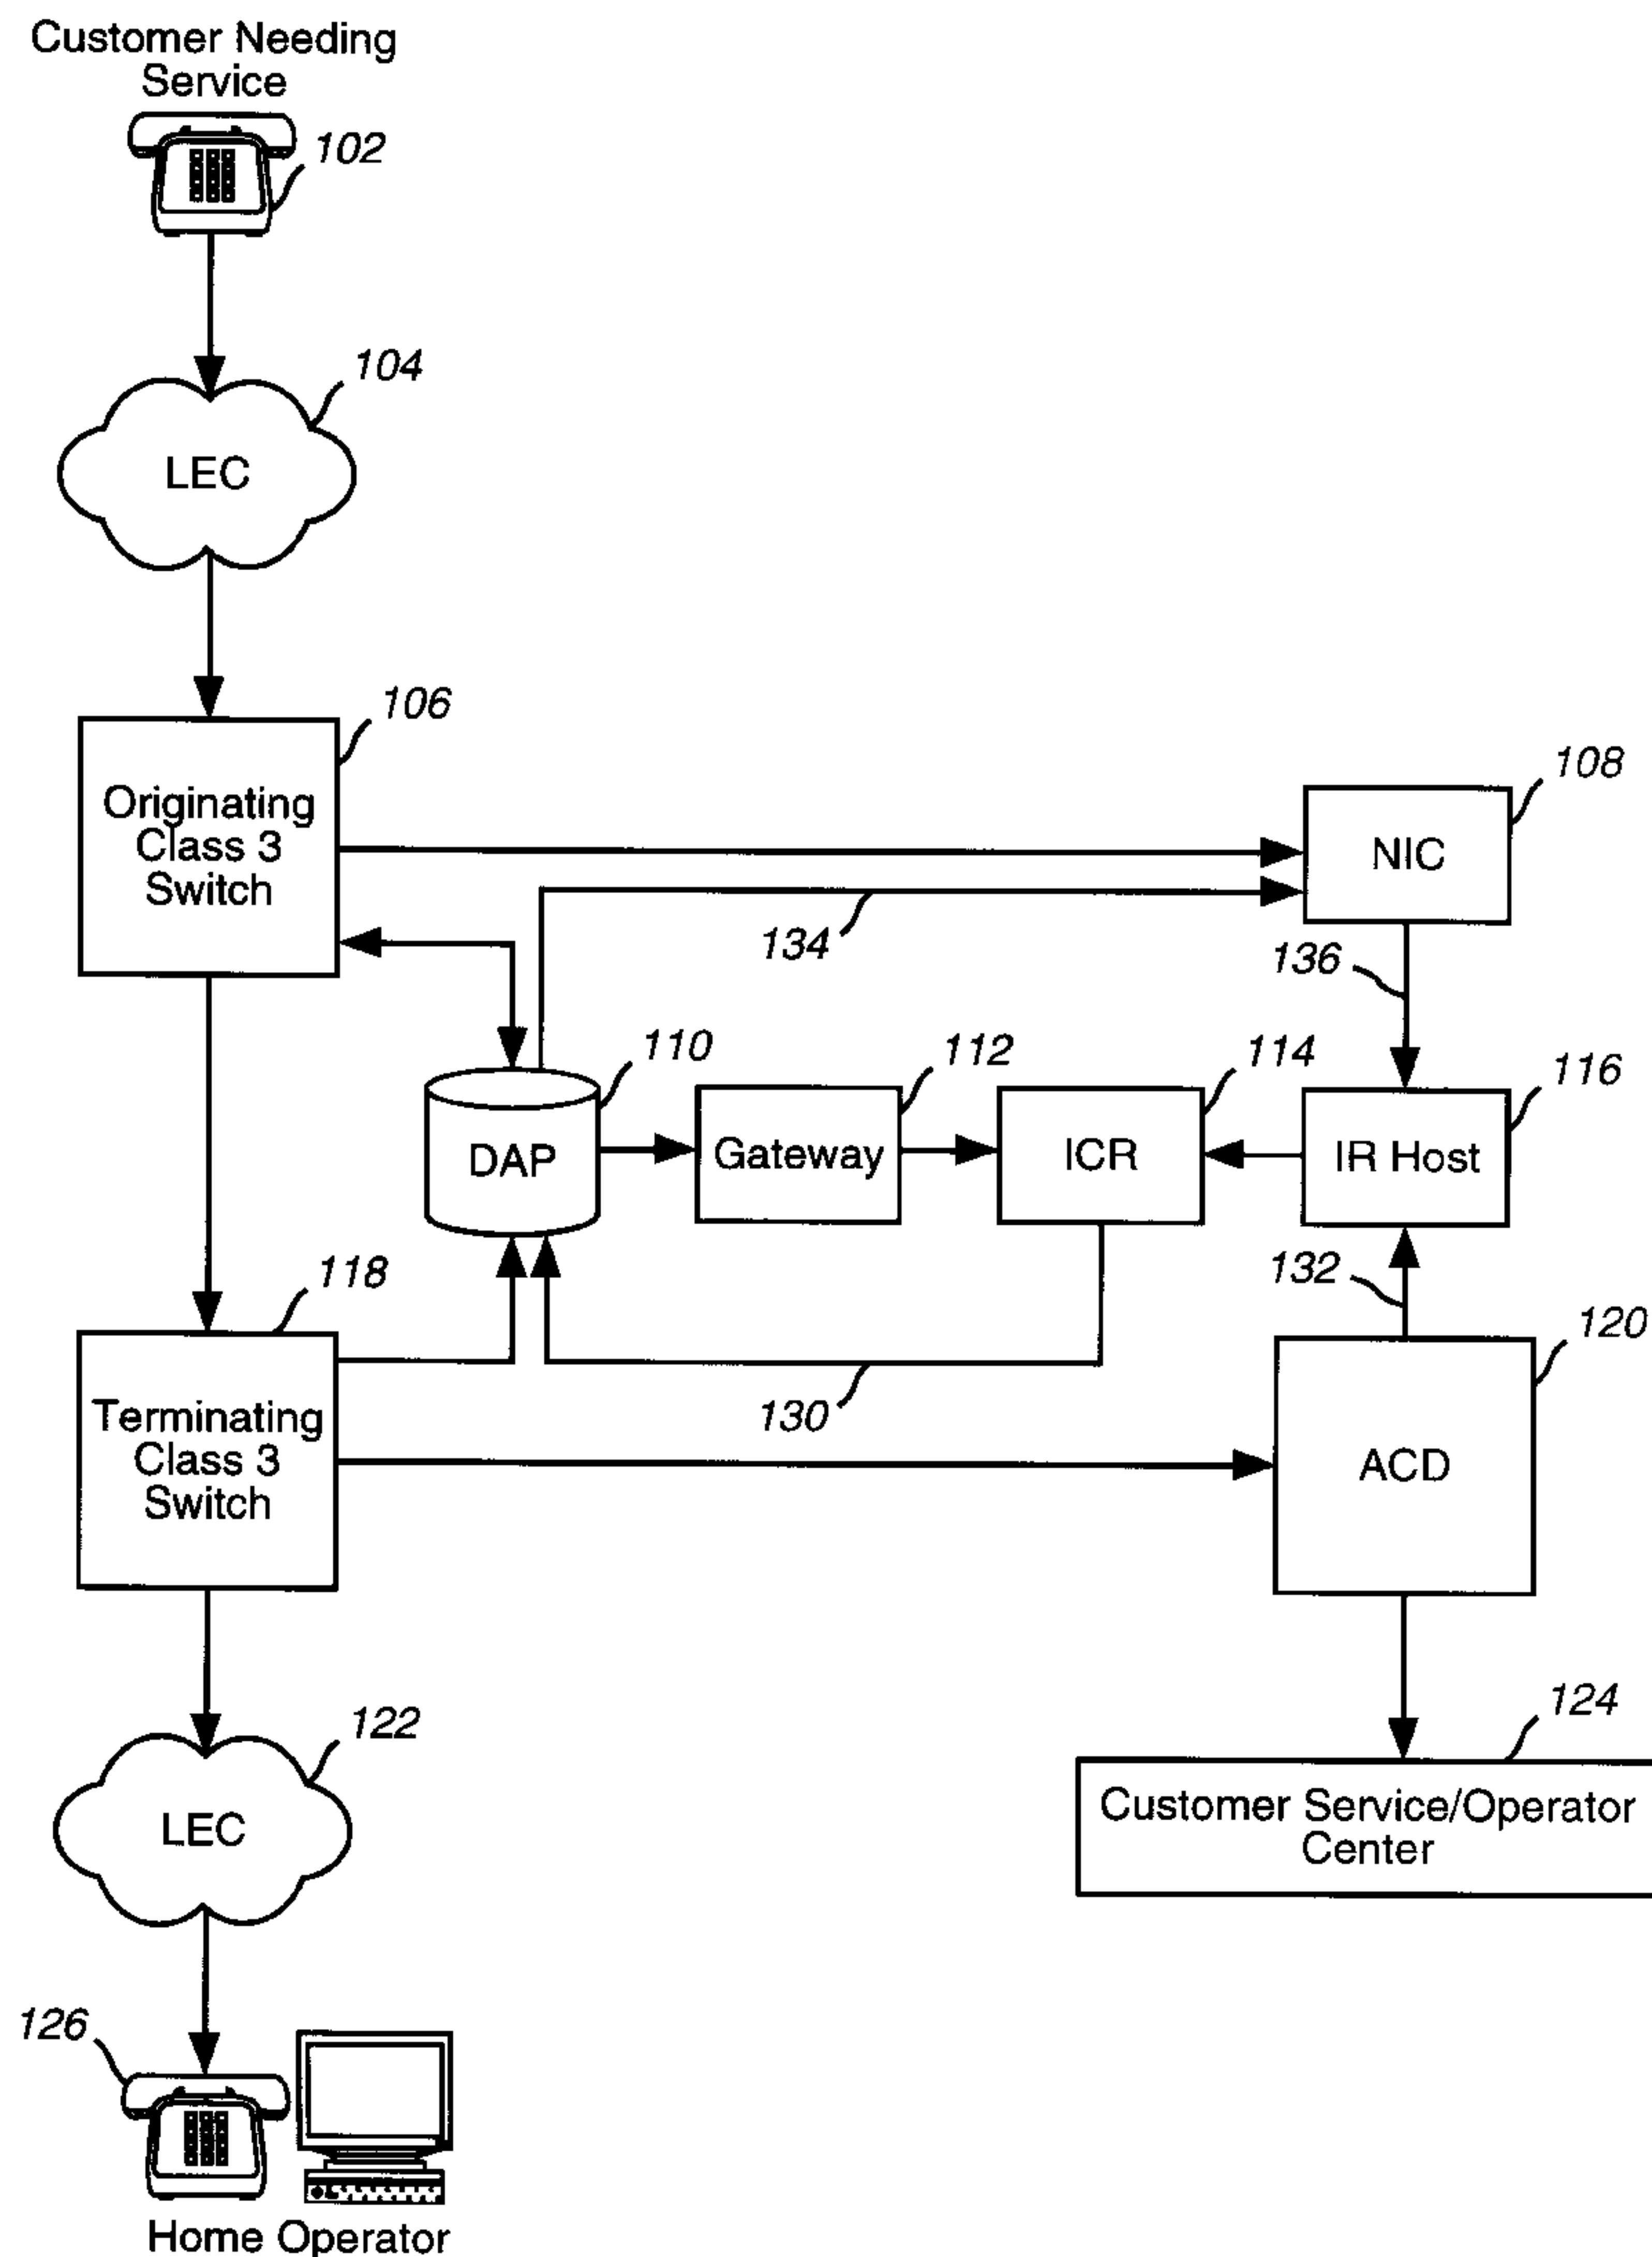 Customer Needing
Service
102
104
LEC
106
Originating
Class 3
Switch
108
NIC
134
136
110
DAP
112
Gateway
114
ICR
116
IR Host
118
Terminating
Class 3
Switch
130
132
120
ACD
122
LEC
124
Customer Service/Operator
Center
126
Home Operator